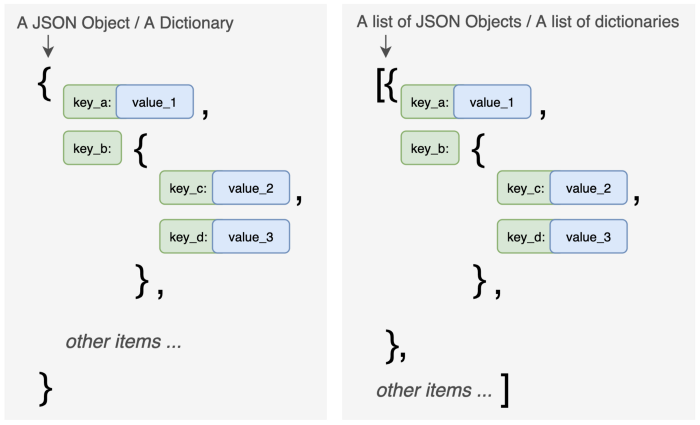 A JSON Object / A Dictionary
{
key_a: value_1 ,
key_b: {
key_c: value_2 ,
key_d: value_3
} ,
other items ...
}
A list of JSON Objects / A list of dictionaries
[{
key_a: value_1 ,
key_b: {
key_c: value_2 ,
key_d: value_3
} ,
},
other items ... ]